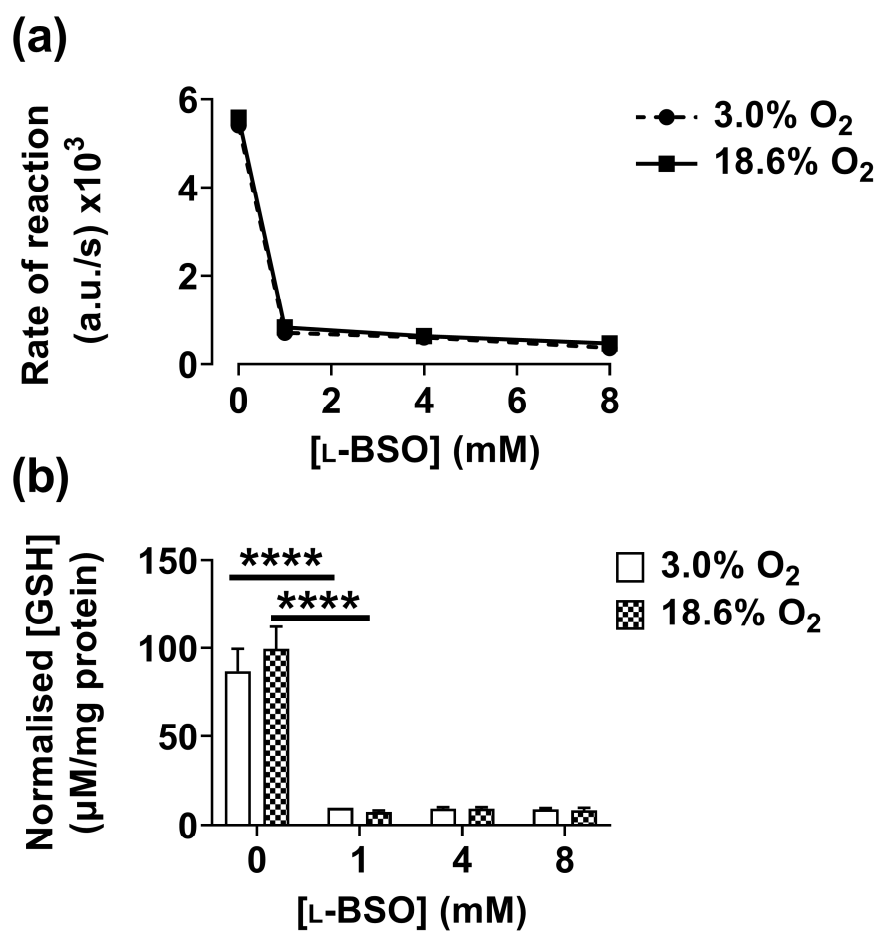 (a)
Rate of reaction
(a.u./s) x10³
6
4
2
0
0 2 4 6 8
[L-BSO] (mM)
3.0% O₂
18.6% O₂
(b)
Normalised [GSH]
(µM/mg protein)
150
100
50
0
****
****
0 1 4 8
[L-BSO] (mM)
3.0% O₂
18.6% O₂